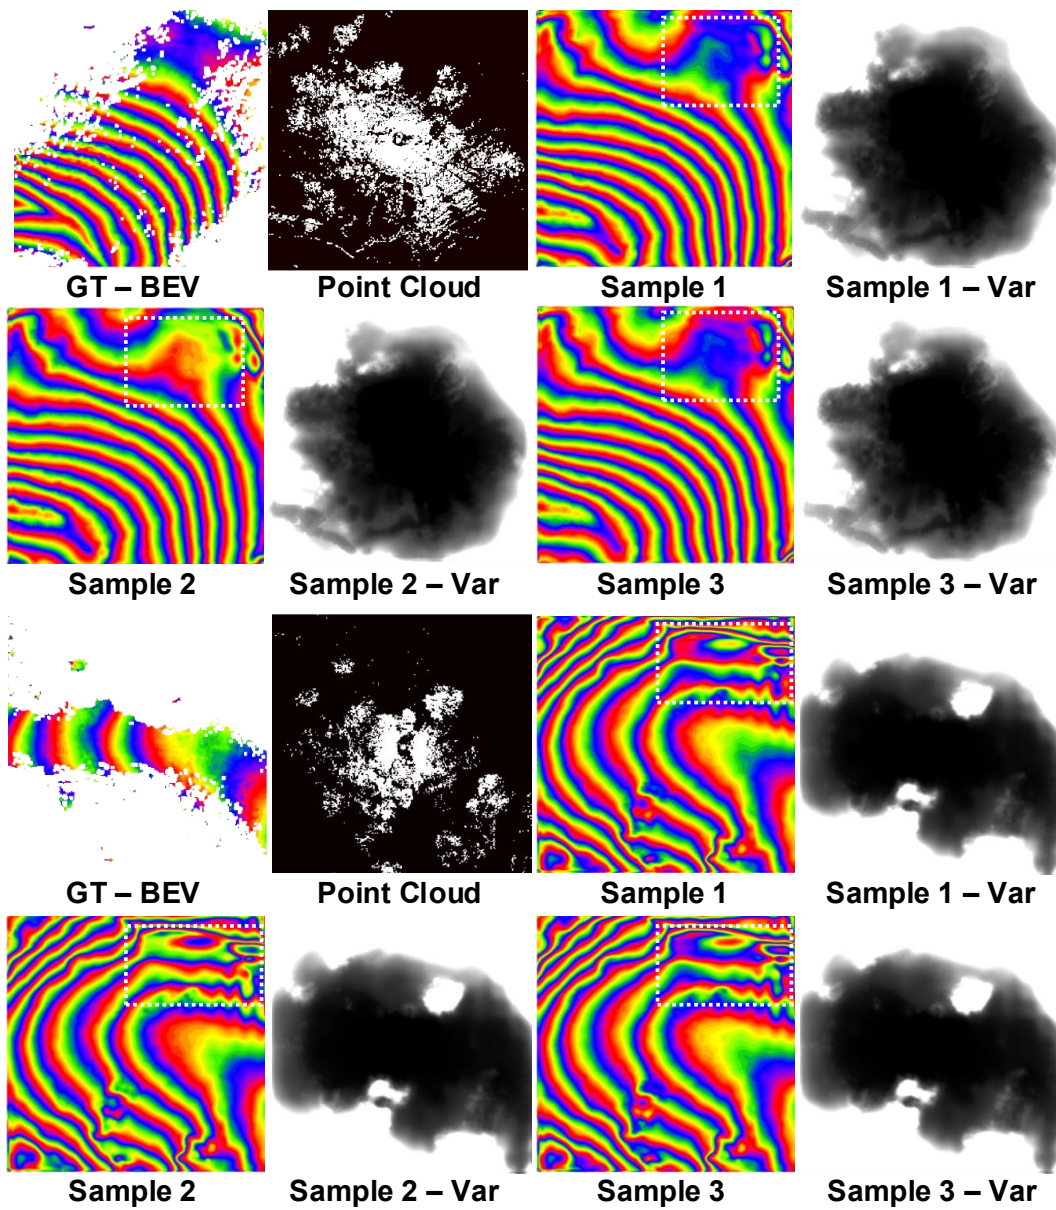 GT – BEV
Point Cloud
Sample 1
Sample 1 – Var
Sample 2
Sample 2 – Var
Sample 3
Sample 3 – Var
GT – BEV
Point Cloud
Sample 1
Sample 1 – Var
Sample 2
Sample 2 – Var
Sample 3
Sample 3 – Var